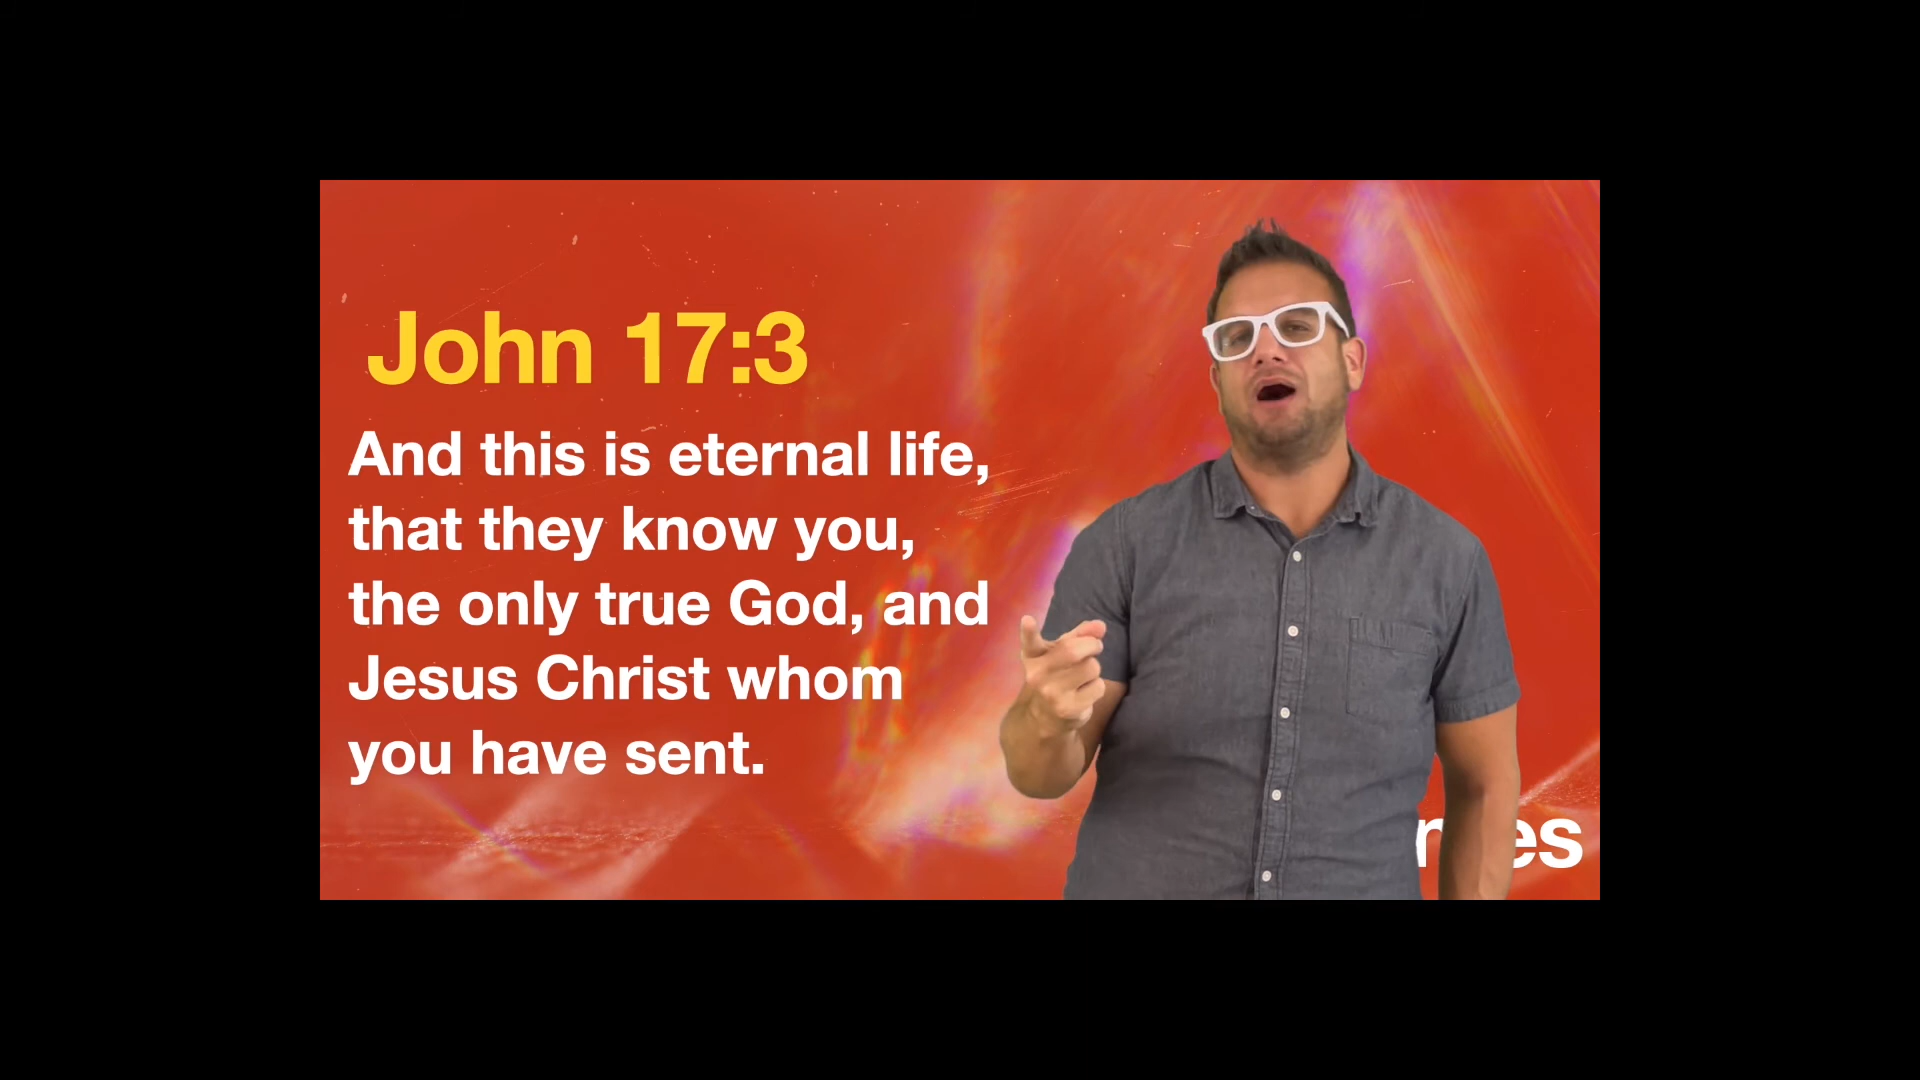 John 17:3
And this is eternal life,
that they know you,
the only true God, and
Jesus Christ whom
you have sent.